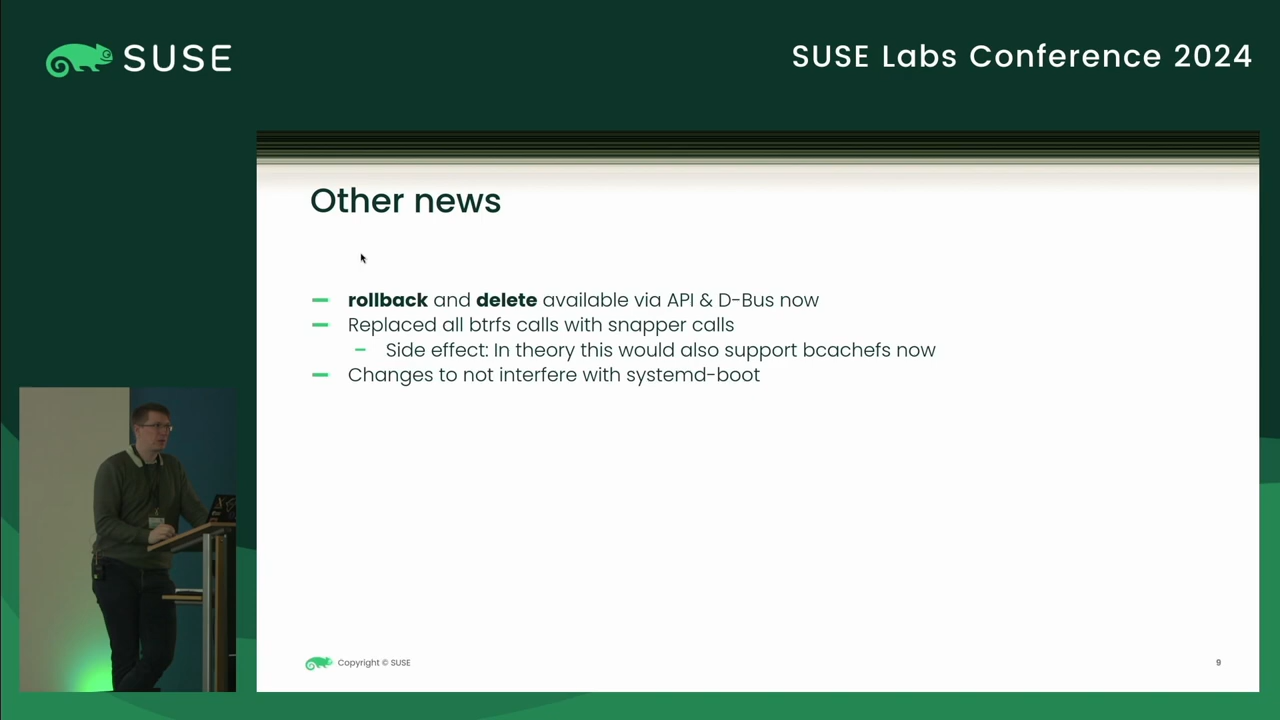 SUSE
SUSE Labs Conference 2024
Other news
rollback and delete available via API & D-Bus now
Replaced all btrfs calls with snapper calls
Side effect: In theory this would also support bcachefs now
Changes to not interfere with systemd-boot
Copyright © SUSE
9